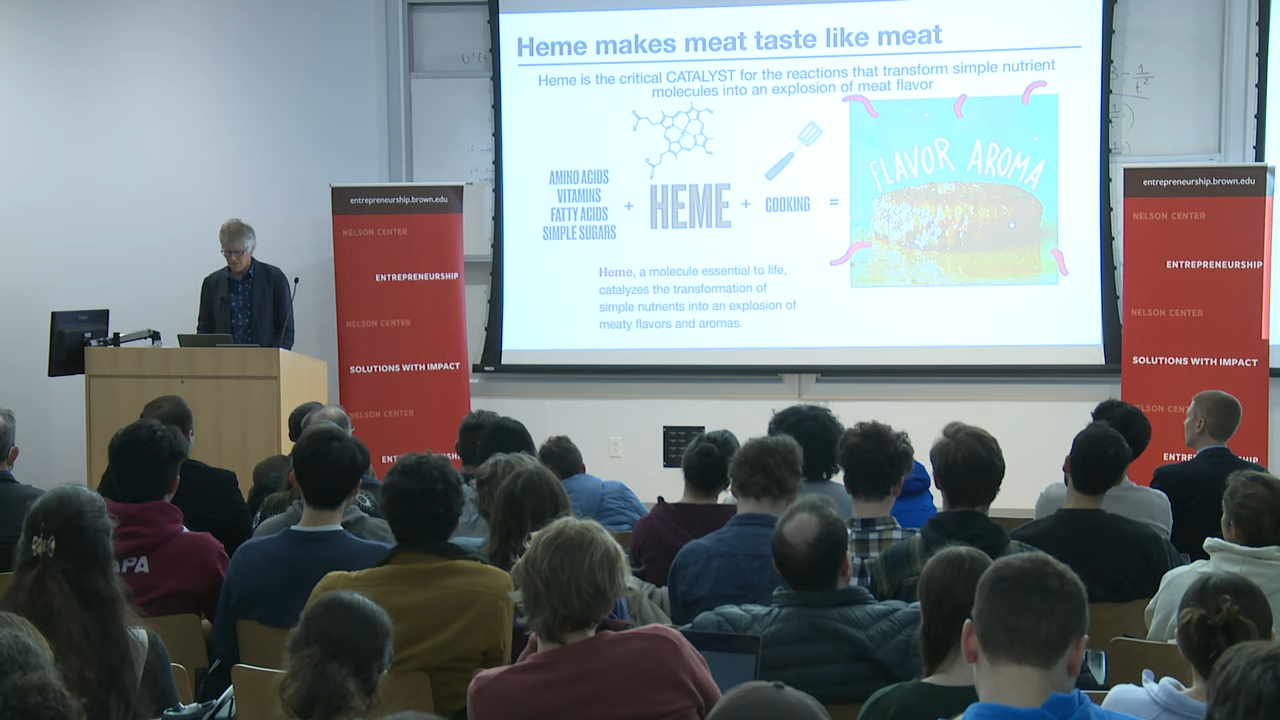 Heme makes meat taste like meat
Heme is the critical CATALYST for the reactions that transform simple nutrient
molecules into an explosion of meat flavor
AMINO ACIDS
VITAMINS
FATTY ACIDS
SIMPLE SUGARS
+
HEME
+
COOKING
=
FLAVOR AROMA
Heme, a molecule essential to life,
catalyzes the transformation of
simple nutrients into an explosion of
meaty flavors and aromas.
entrepreneurship.brown.edu
NELSON CENTER
ENTREPRENEURSHIP
NELSON CENTER
SOLUTIONS WITH IMPACT
NELSON CENTER
entrepreneurship.brown.edu
NELSON CENTER
ENTREPRENEURSHIP
NELSON CENTER
SOLUTIONS WITH IMPACT